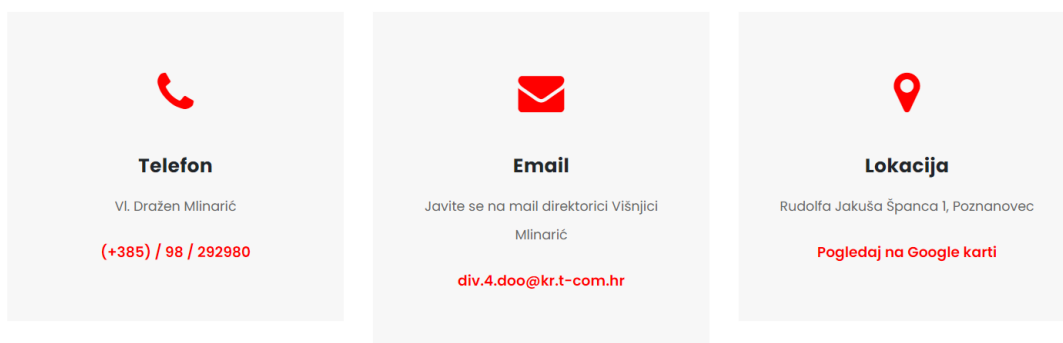 Telefon
Vl. Dražen Mlinarić
(+385) / 98 / 292980
Email
Javite se na mail direktorici Višnjici
Mlinarić
div.4.doo@kr.t-com.hr
Lokacija
Rudolfa Jakuša Španca 1, Poznanovec
Pogledaj na Google karti